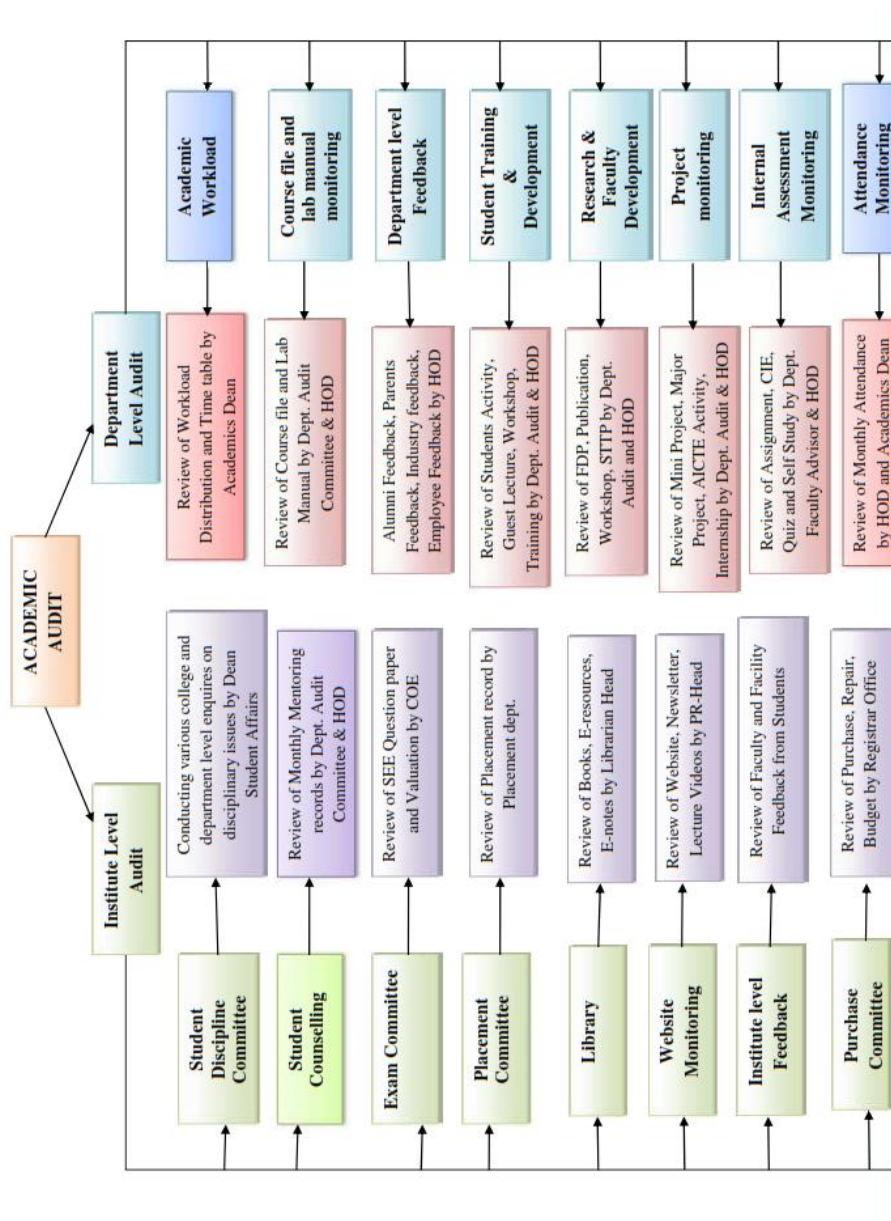 ACADEMIC
AUDIT
Institute Level
Audit
Department
Level Audit
Student
Discipline
Committee
Conducting various college and
department level enquires on
disciplinary issues by Dean
Student Affairs
Review of Workload
Distribution and Time table by
Academics Dean
Academic
Workload
Student
Counselling
Review of Monthly Mentoring
records by Dept. Audit
Committee & HOD
Review of Course file and Lab
Manual by Dept. Audit
Committee & HOD
Course file and
lab manual
monitoring
Exam Committee
Review of SEE Question paper
and Valuation by COE
Alumni Feedback, Parents
Feedback, Industry feedback,
Employee Feedback by HOD
Department level
Feedback
Placement
Committee
Review of Placement record by
Placement dept.
Review of Students Activity,
Guest Lecture, Workshop,
Training by Dept. Audit & HOD
Student Training
&
Development
Library
Review of Books, E-resources,
E-notes by Librarian Head
Review of FDP, Publication,
Workshop, STTP by Dept.
Audit and HOD
Research &
Faculty
Development
Website
Monitoring
Review of Website, Newsletter,
Lecture Videos by PR-Head
Review of Mini Project, Major
Project, AICTE Activity,
Internship by Dept. Audit & HOD
Project
monitoring
Institute level
Feedback
Review of Faculty and Facility
Feedback from Students
Review of Assignment, CIE,
Quiz and Self Study by Dept.
Faculty Advisor & HOD
Internal
Assessment
Monitoring
Purchase
Committee
Review of Purchase, Repair,
Budget by Registrar Office
Review of Monthly Attendance
by HOD and Academics Dean
Attendance
Monitoring